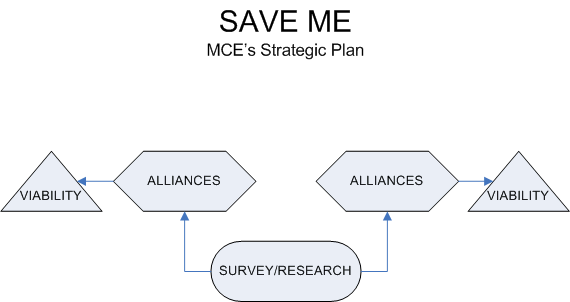 SAVE ME
MCE's Strategic Plan
ALLIANCES
ALLIANCES
VIABILITY
VIABILITY
SURVEY/RESEARCH